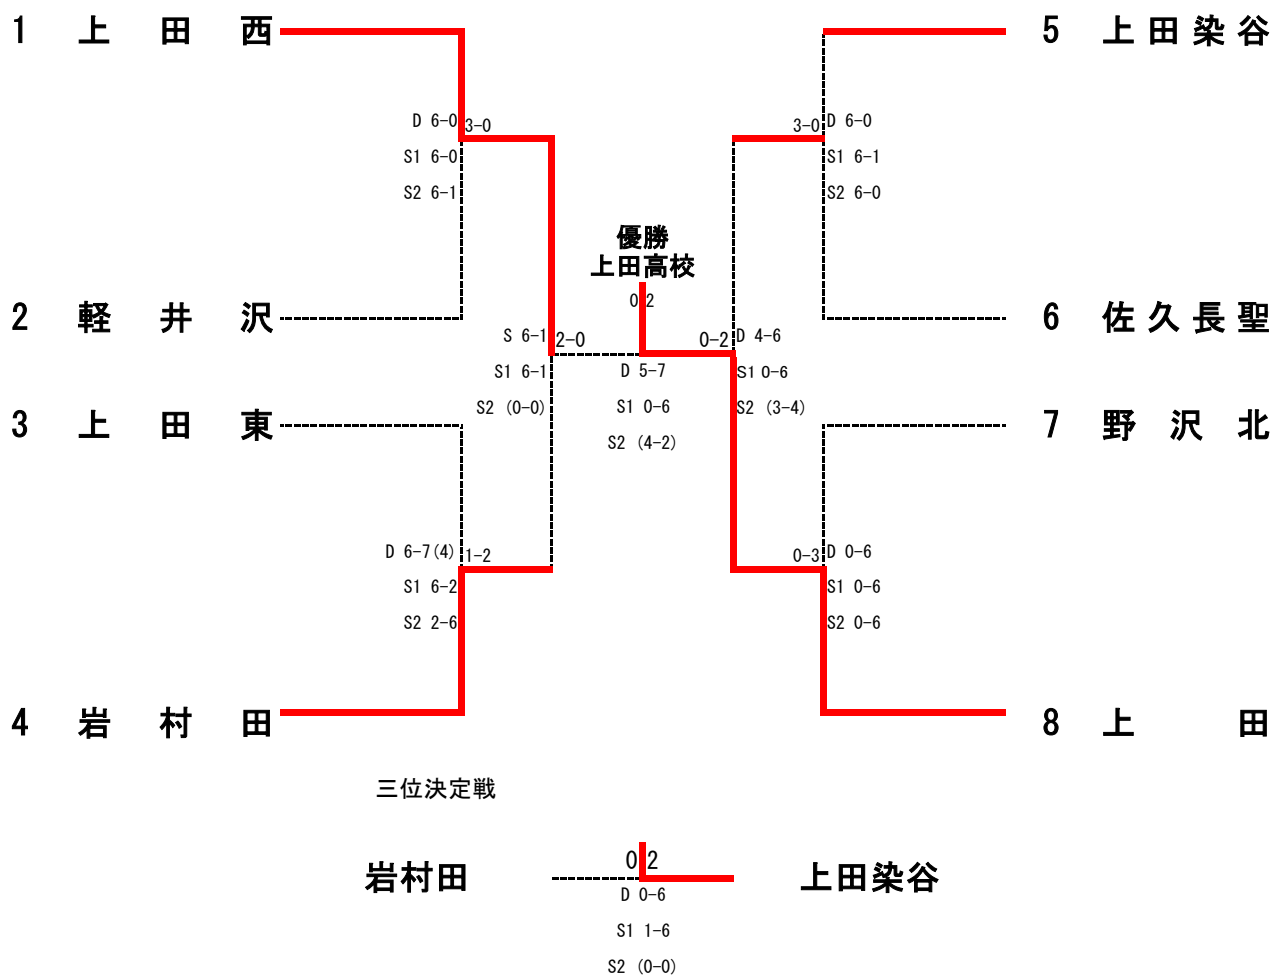 1 上田西
5 上田染谷
D 6-0 3-0
S1 6-0
S2 6-1
3-0 D 6-0
S1 6-1
S2 6-0
優勝
上田高校
0 2
2 軽井沢
6 佐久長聖
S 6-1 2-0
S1 6-1
S2 (0-0)
D 5-7
S1 0-6
S2 (4-2)
0-2 D 4-6
S1 0-6
S2 (3-4)
3 上田東
7 野沢北
D 6-7(4) 1-2
S1 6-2
S2 2-6
0-3 D 0-6
S1 0-6
S2 0-6
4 岩村田
8 上田
三位決定戦
岩村田 0 2 上田染谷
D 0-6
S1 1-6
S2 (0-0)